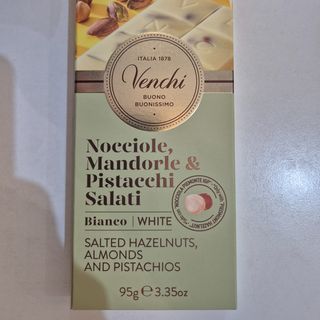 ITALIA 1878
Venchi
BUONO
BUONISSIMO
Nocciole,
Mandorle &
Pistacchi
Salati
Bianco | WHITE
SALTED HAZELNUTS,
ALMONDS
AND PISTACHIOS
95g e 3.35oz